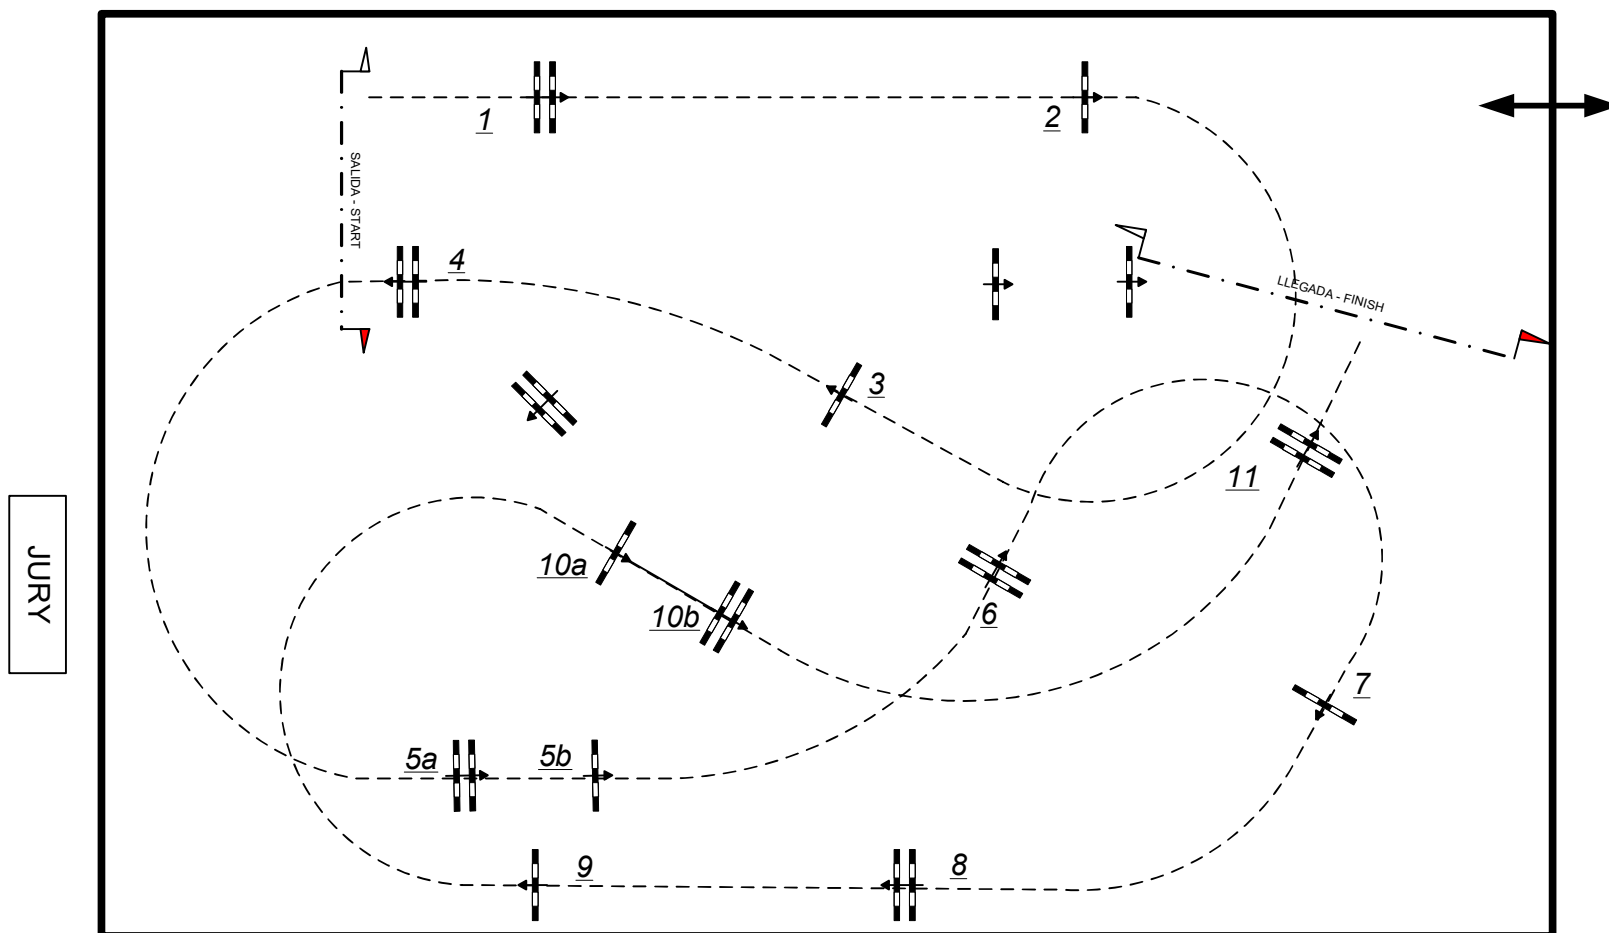 1
2
SALIDA - START
4
LLEGADA - FINISH
3
11
10a
10b
6
JURY
7
5a
5b
9
8